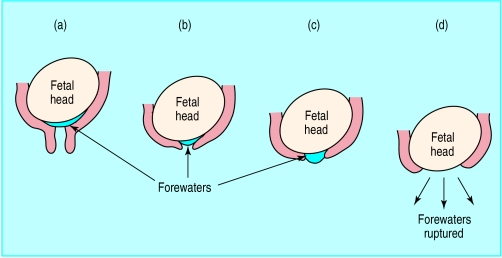 (a)
(b)
(c)
(d)
Fetal
head
Fetal
head
Fetal
head
Fetal
head
Forewaters
Forewaters
ruptured